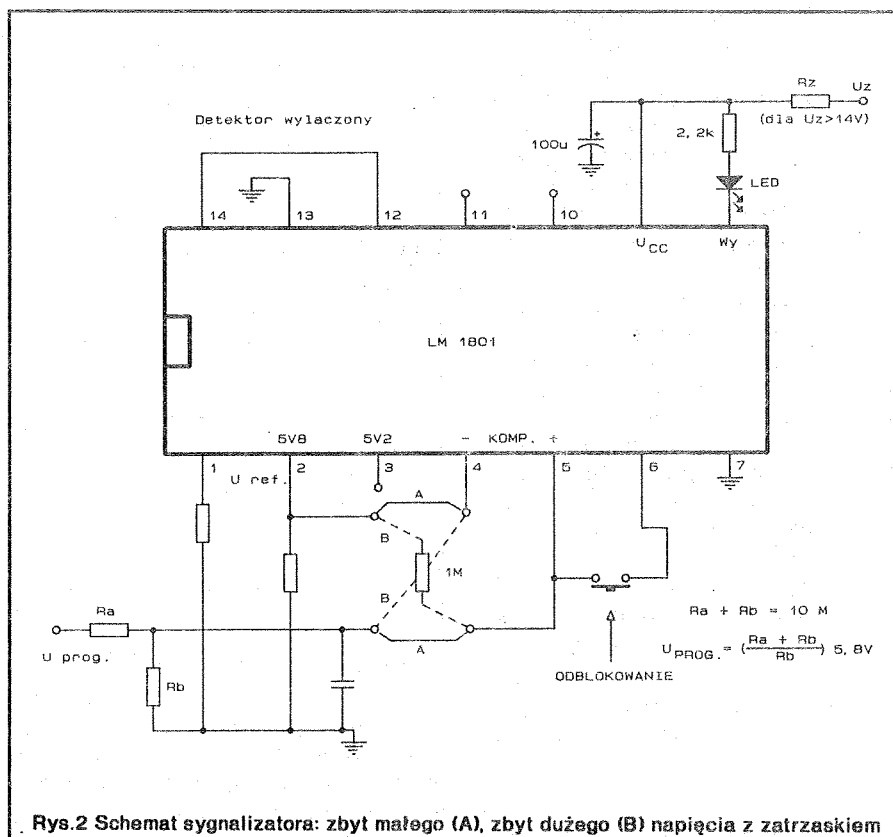 Rz
Uz
Detektor wylaczony
100u
+
2,2k
(dla Uz>14V)
LED
14
13
12
11
10
U CC
Wy
LM 1801
5V8
5V2
- KOMP. +
1
2
3
4
5
6
7
U ref.
A
B
1M
B
A
Ra
U prog.
Rb
ODBLOKOWANIE
Ra + Rb = 10 M
U PROG. = (Ra + Rb / Rb) 5,8V
Rys.2 Schemat sygnalizatora: zbyt małego (A), zbyt dużego (B) napięcia z zatrzaskiem